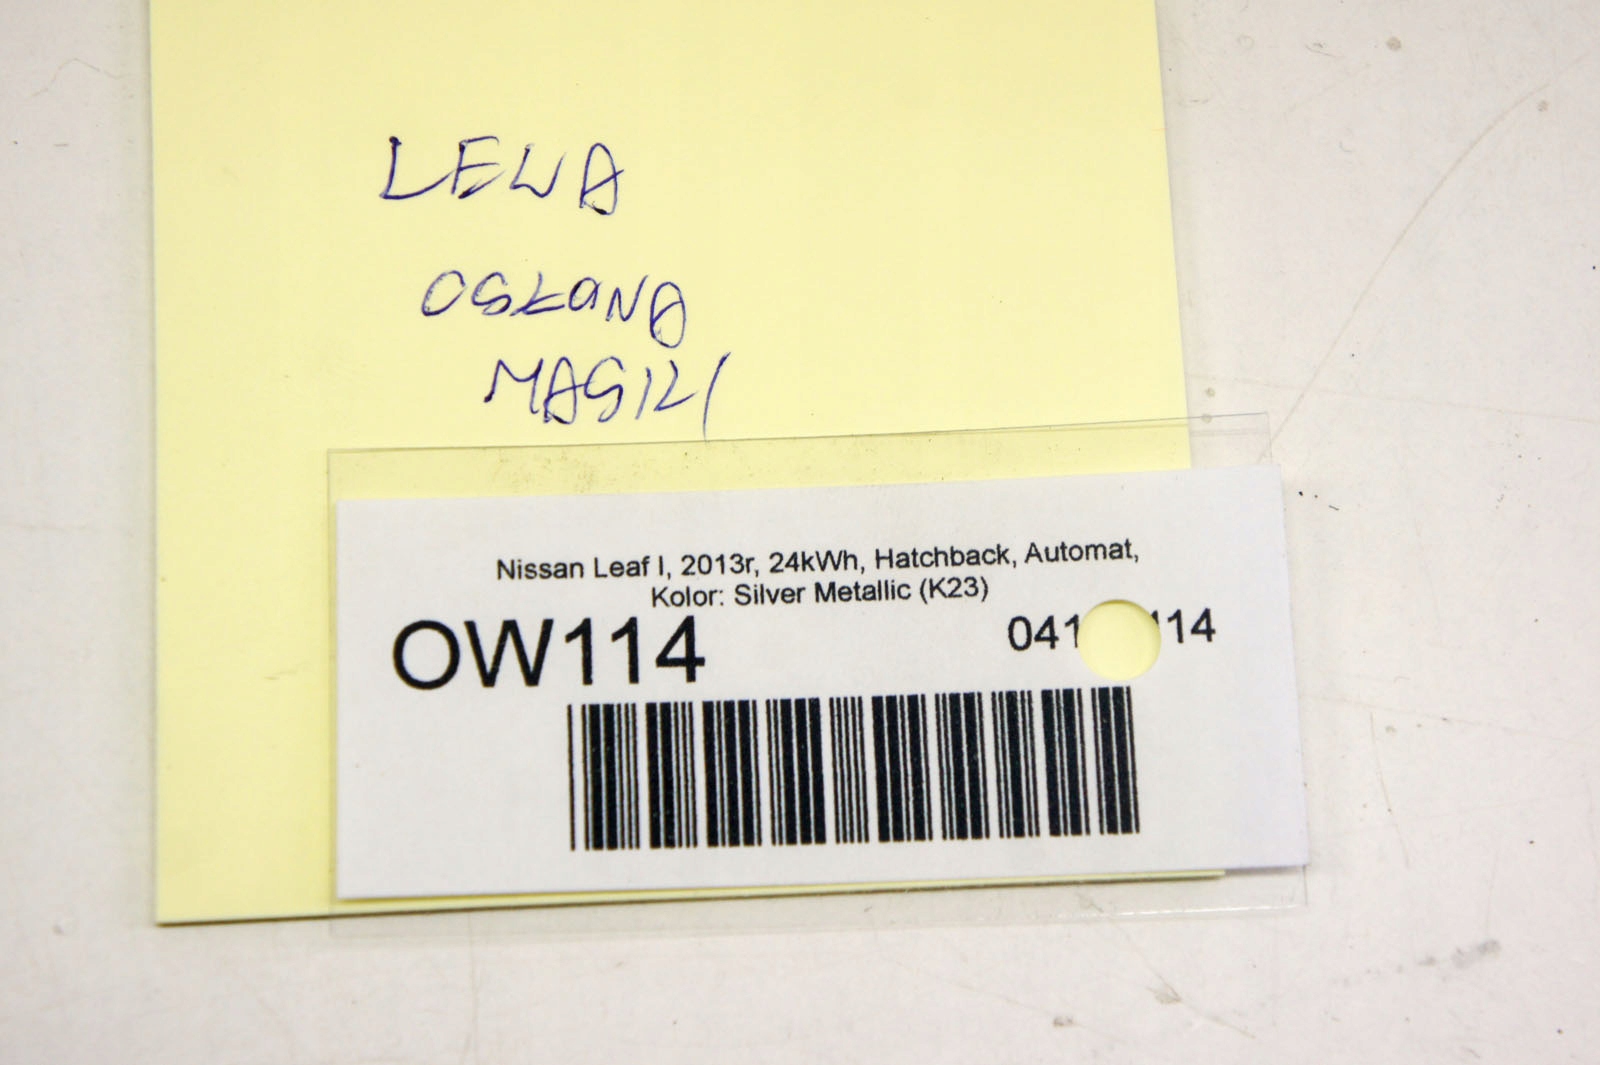 LEWA
OSŁONA
MASKI
Nissan Leaf I, 2013r, 24kWh, Hatchback, Automat,
Kolor: Silver Metallic (K23)
OW114